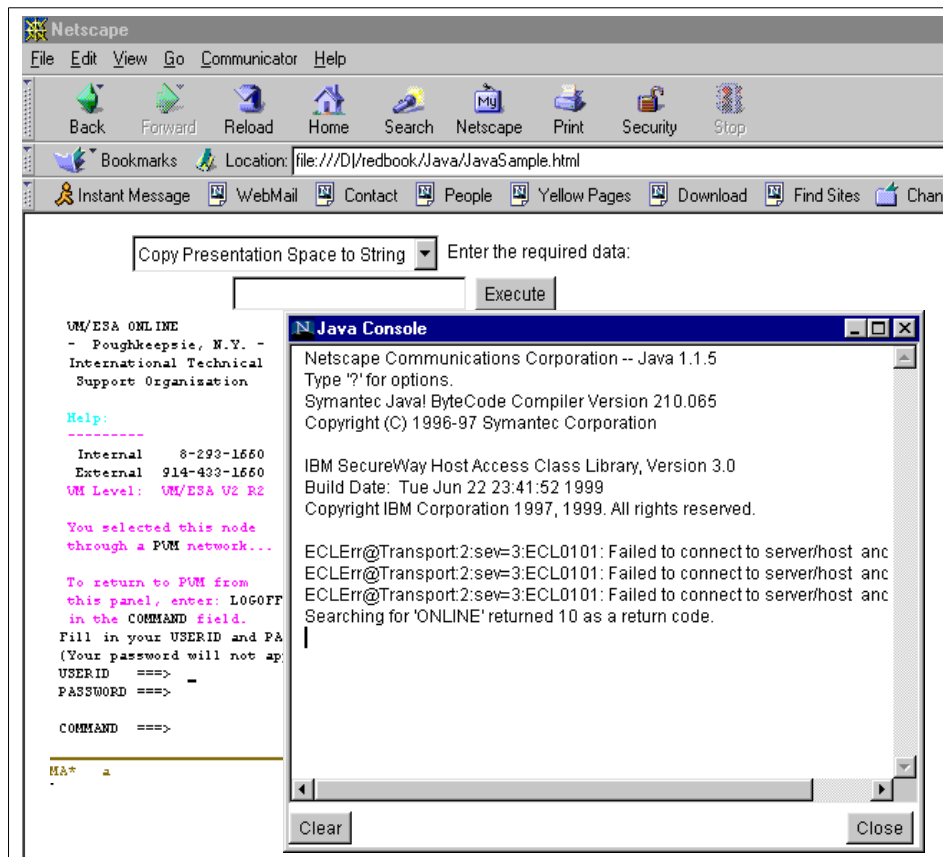 Netscape
File Edit View Go Communicator Help
Back Forward Reload Home Search Netscape Print Security Stop
Bookmarks Location: file:///D|/redbook/Java/JavaSample.html
Instant Message WebMail Contact People Yellow Pages Download Find Sites Chan
Copy Presentation Space to String Enter the required data:
Execute
VM/ESA ONLINE
- Poughkeepsie, N.Y. -
International Technical
Support Organization
Help:
---------
Internal 8-293-1660
External 914-433-1660
VM Level: VM/ESA V2 R2
You selected this node
through a PVM network...
To return to PVM from
this panel, enter: LOGOFF
in the COMMAND field.
Fill in your USERID and PA
(Your password will not ap
USERID ===> _
PASSWORD ===>
COMMAND ===>
MA* a
Java Console
Netscape Communications Corporation -- Java 1.1.5
Type '?' for options.
Symantec Java! ByteCode Compiler Version 210.065
Copyright (C) 1996-97 Symantec Corporation
IBM SecureWay Host Access Class Library, Version 3.0
Build Date: Tue Jun 22 23:41:52 1999
Copyright IBM Corporation 1997, 1999. All rights reserved.
ECLErr@Transport:2:sev=3:ECL0101: Failed to connect to server/host anc
ECLErr@Transport:2:sev=3:ECL0101: Failed to connect to server/host anc
ECLErr@Transport:2:sev=3:ECL0101: Failed to connect to server/host anc
Searching for 'ONLINE' returned 10 as a return code.
Clear Close